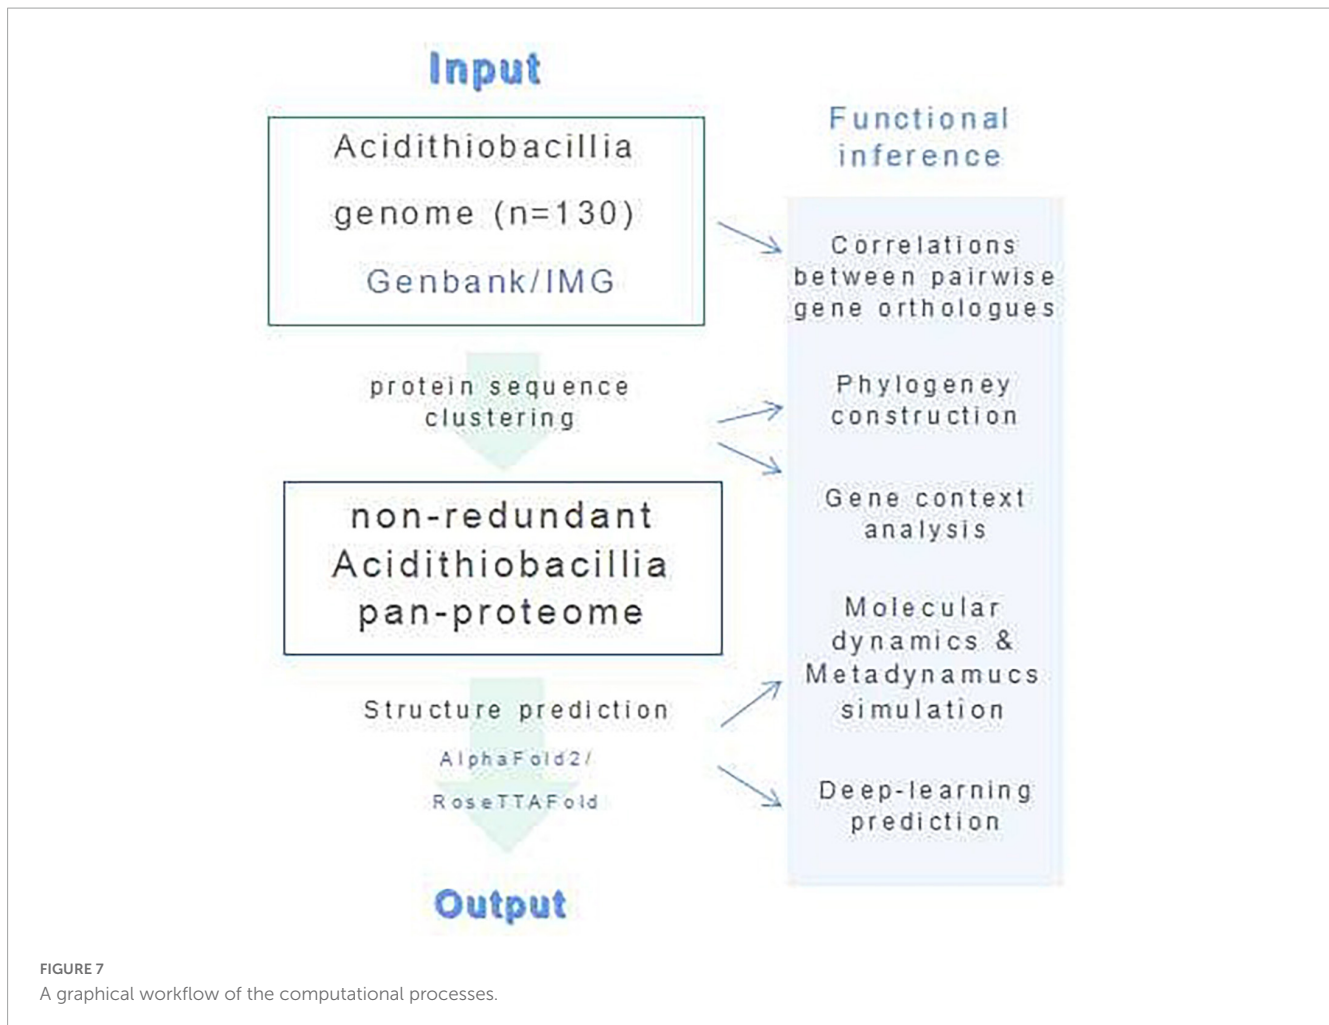 Input
Acidithiobacillia
genome (n=130)
Genbank/IMG
protein sequence
clustering
non-redundant
Acidithiobacillia
pan-proteome
Structure prediction
AlphaFold2/
RoseTTAFold
Output
Functional
inference
Correlations
between pairwise
gene orthologues
Phylogeney
construction
Gene context
analysis
Molecular
dynamics &
Metadynamucs
simulation
Deep-learning
prediction
FIGURE 7
A graphical workflow of the computational processes.